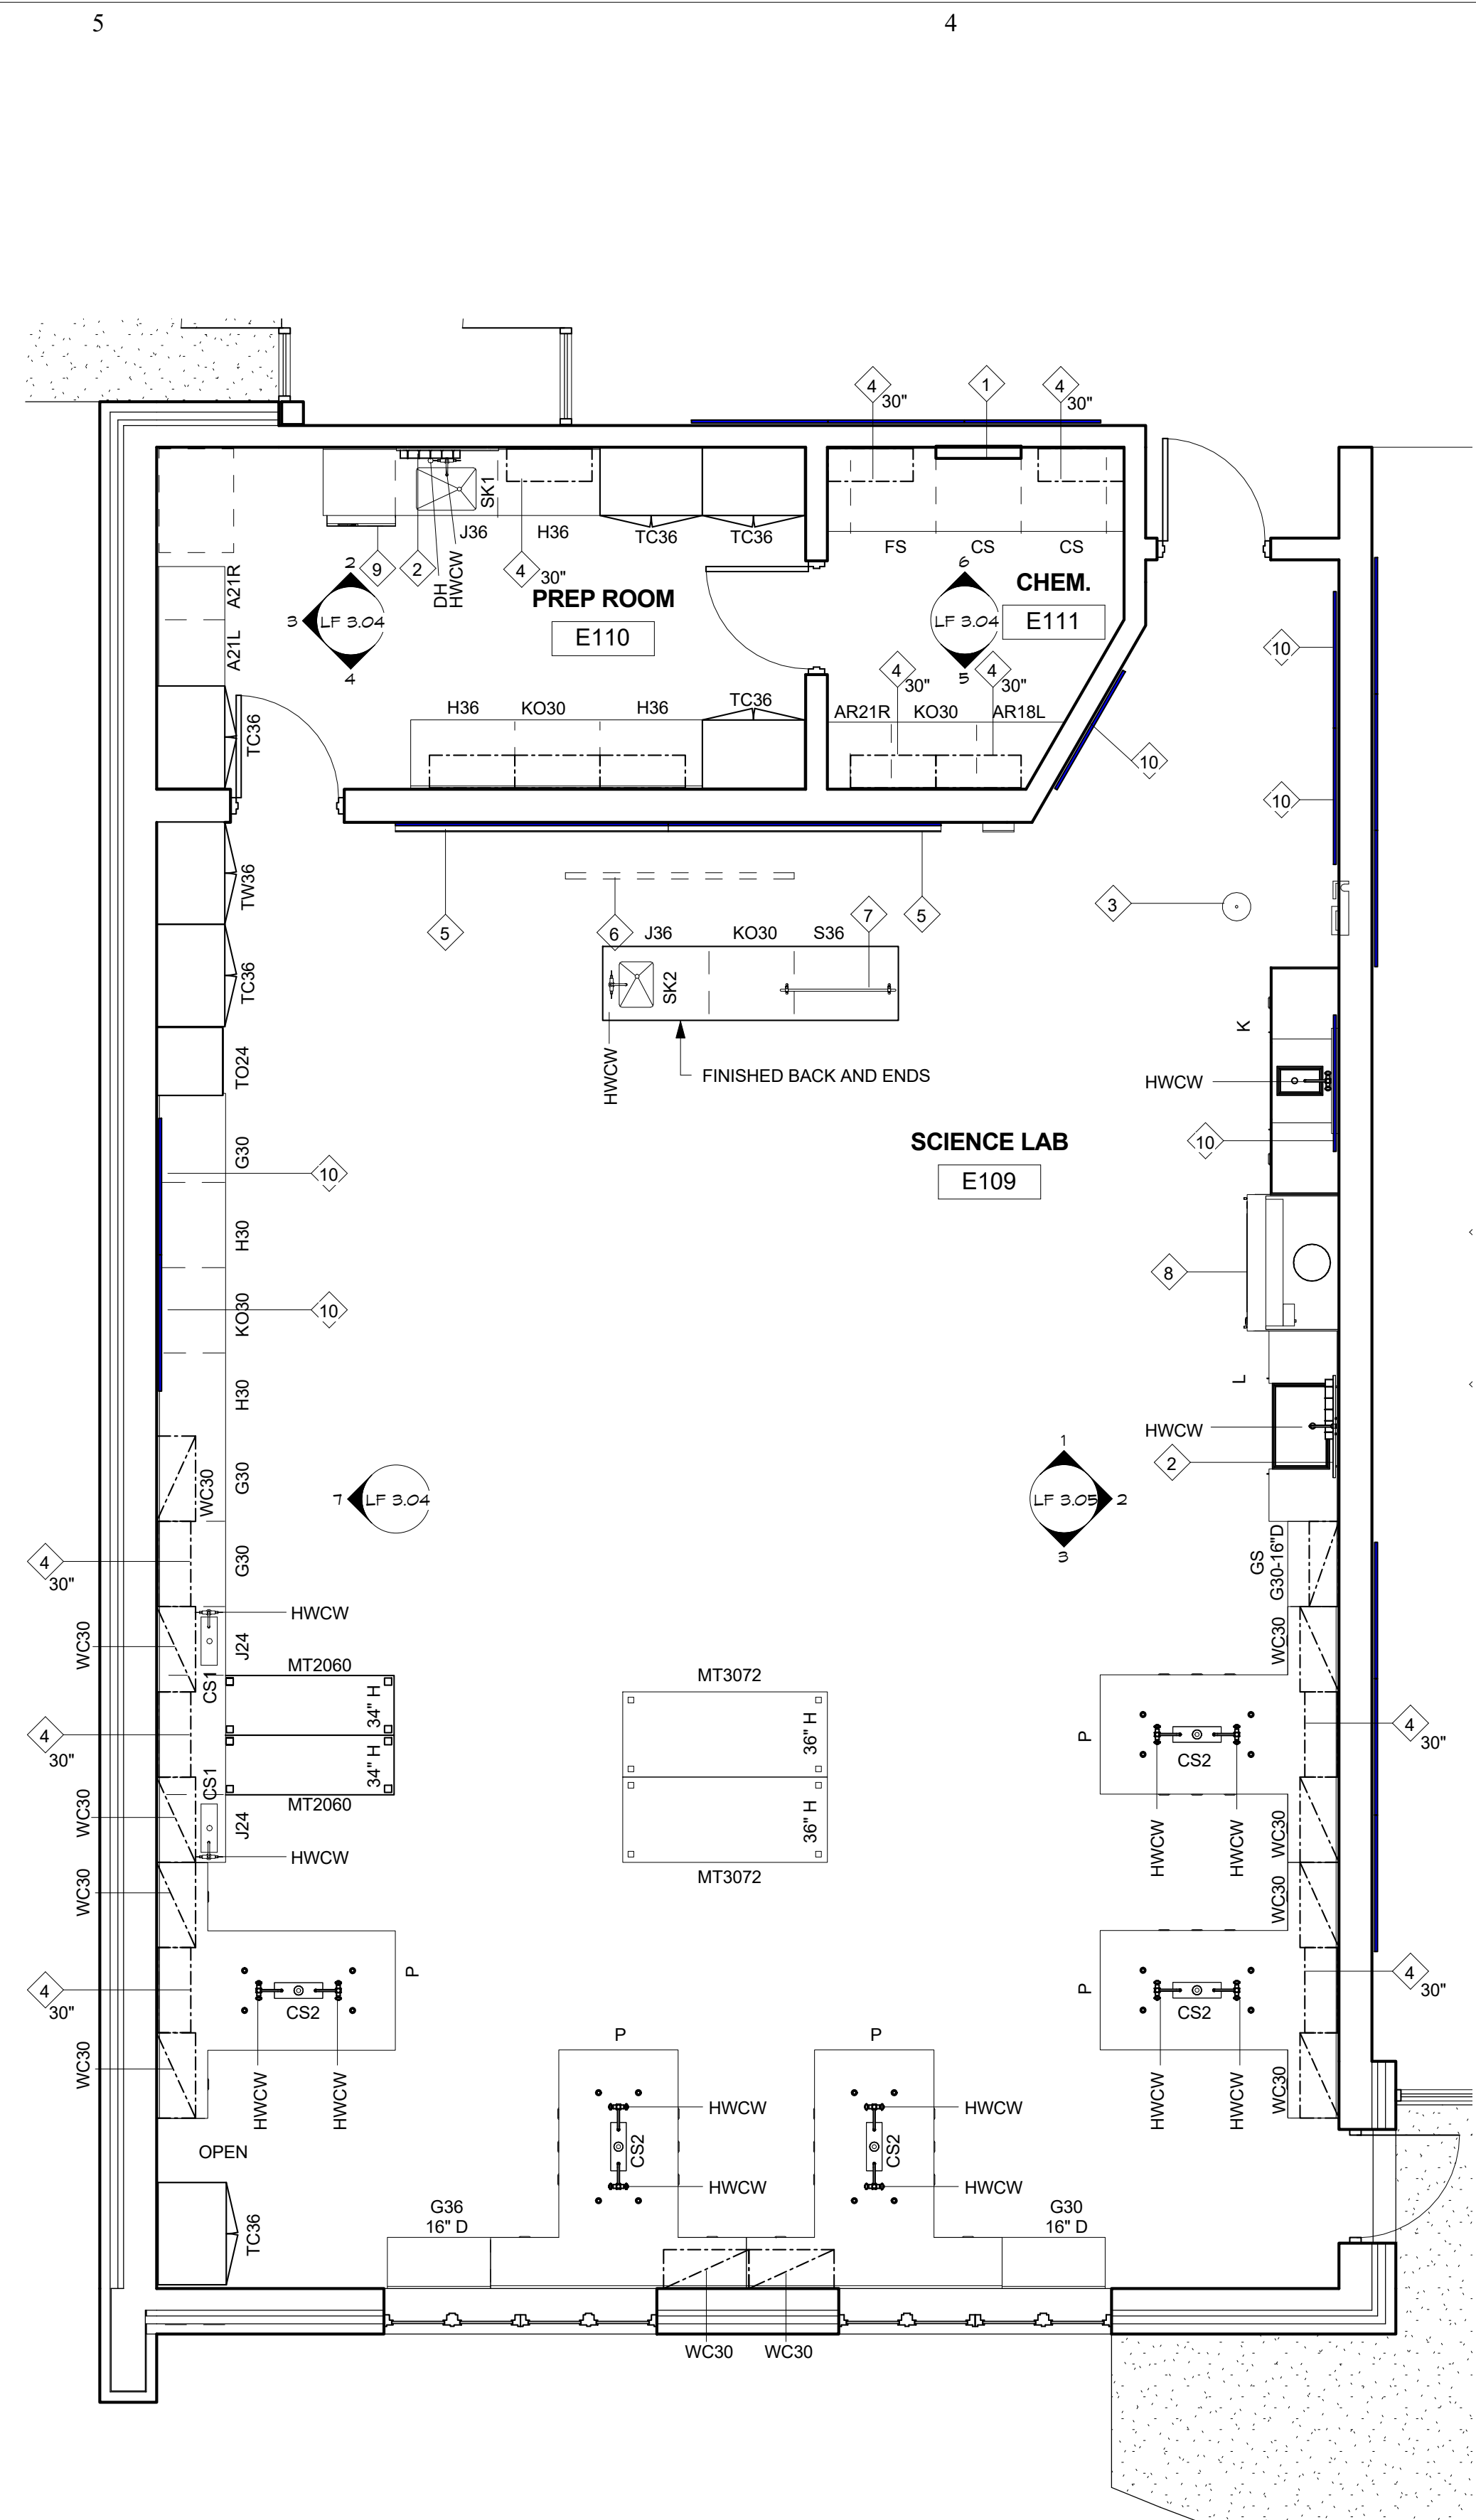 5
4
4
30"
1
4
30"
SK1
J36
H36
TC36
TC36
FS
CS
CS
A21R
2
9
2
DH
HWCW
4
30"
6
CHEM.
PREP ROOM
3
LF 3.04
E110
LF 3.04
E111
A21L
4
5
10
4
30"
4
30"
H36
KO30
H36
TC36
AR21R
KO30
AR18L
TC36
10
10
TW36
5
6
7
5
3
J36
KO30
S36
TC36
SK2
K
TO24
HWCW
FINISHED BACK AND ENDS
HWCW
SCIENCE LAB
E109
10
G30
10
H30
8
KO30
10
H30
L
HWCW
2
1
WC30
G30
7
LF 3.04
LF 3.05
2
3
GS
G30-16"D
4
30"
G30
HWCW
WC30
J24
WC30
CS1
MT2060
34" H
MT3072
36" H
4
30"
P
CS2
4
30"
CS1
34" H
MT2060
36" H
WC30
J24
HWCW
MT3072
HWCW
HWCW
WC30
WC30
WC30
4
30"
CS2
P
P
CS2
4
30"
P
P
WC30
HWCW
HWCW
HWCW
HWCW
WC30
HWCW
HWCW
CS2
CS2
OPEN
HWCW
HWCW
TC36
G36
16" D
G30
16" D
WC30
WC30